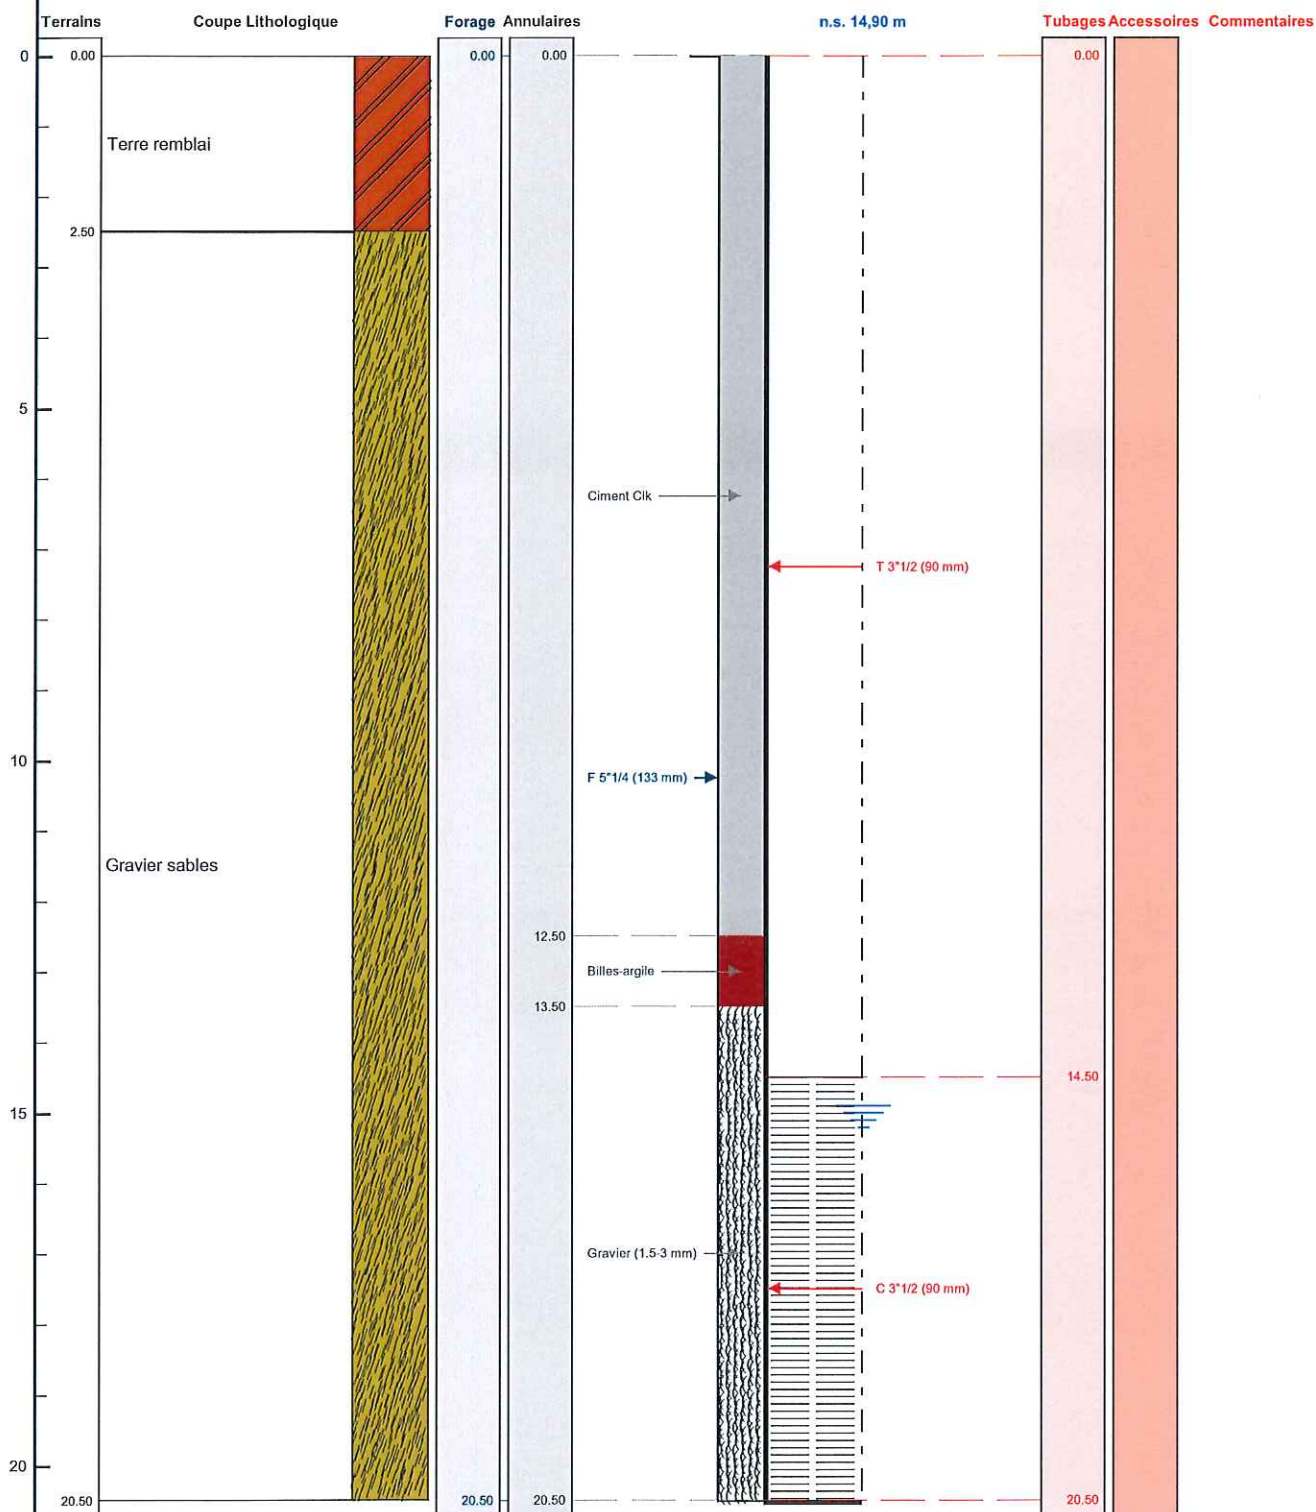 Terrains Coupe Lithologique Forage Annulaires n.s. 14,90 m Tubages Accessoires Commentaires
0 0.00 0.00 0.00 0.00
Terre remblai
2.50
5
Ciment Clk
T 3"1/2 (90 mm)
10
F 5"1/4 (133 mm)
Gravier sables
12.50
Billes-argile
13.50
14.50
15
Gravier (1.5-3 mm)
C 3"1/2 (90 mm)
20
20.50 20.50 20.50 20.50